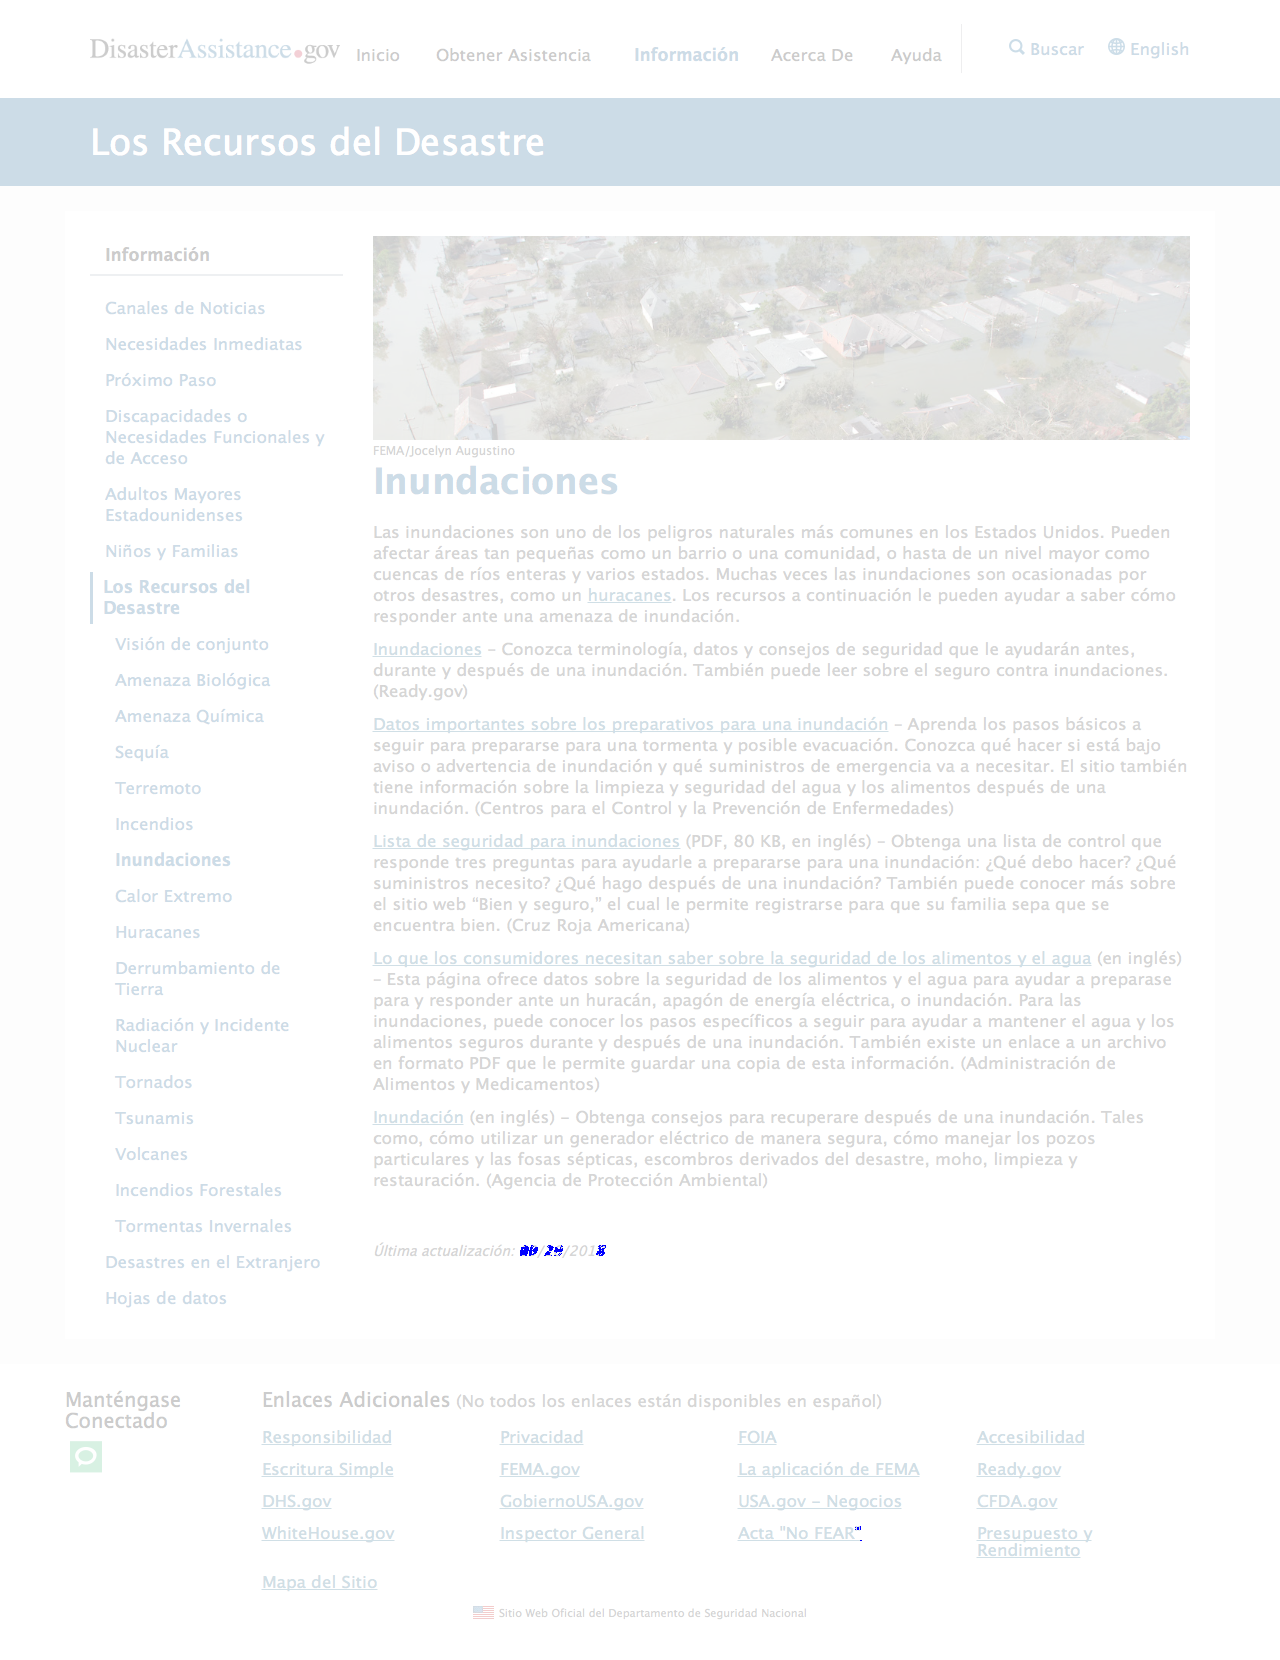 DisasterAssistance.gov
Inicio
Obtener Asistencia
Información
Acerca De
Ayuda
Buscar
English
Los Recursos del Desastre
Información
Canales de Noticias
Necesidades Inmediatas
Próximo Paso
Discapacidades o
Necesidades Funcionales y
de Acceso
Adultos Mayores
Estadounidenses
Niños y Familias
Los Recursos del
Desastre
Visión de conjunto
Amenaza Biológica
Amenaza Química
Sequía
Terremoto
Incendios
Inundaciones
Calor Extremo
Huracanes
Derrumbamiento de
Tierra
Radiación y Incidente
Nuclear
Tornados
Tsunamis
Volcanes
Incendios Forestales
Tormentas Invernales
Desastres en el Extranjero
Hojas de datos
FEMA/Jocelyn Augustino
Inundaciones
Las inundaciones son uno de los peligros naturales más comunes en los Estados Unidos. Pueden
afectar áreas tan pequeñas como un barrio o una comunidad, o hasta de un nivel mayor como
cuencas de ríos enteras y varios estados. Muchas veces las inundaciones son ocasionadas por
otros desastres, como un huracanes. Los recursos a continuación le pueden ayudar a saber cómo
responder ante una amenaza de inundación.
Inundaciones – Conozca terminología, datos y consejos de seguridad que le ayudarán antes,
durante y después de una inundación. También puede leer sobre el seguro contra inundaciones.
(Ready.gov)
Datos importantes sobre los preparativos para una inundación – Aprenda los pasos básicos a
seguir para prepararse para una tormenta y posible evacuación. Conozca qué hacer si está bajo
aviso o advertencia de inundación y qué suministros de emergencia va a necesitar. El sitio también
tiene información sobre la limpieza y seguridad del agua y los alimentos después de una
inundación. (Centros para el Control y la Prevención de Enfermedades)
Lista de seguridad para inundaciones (PDF, 80 KB, en inglés) – Obtenga una lista de control que
responde tres preguntas para ayudarle a prepararse para una inundación: ¿Qué debo hacer? ¿Qué
suministros necesito? ¿Qué hago después de una inundación? También puede conocer más sobre
el sitio web “Bien y seguro,” el cual le permite registrarse para que su familia sepa que se
encuentra bien. (Cruz Roja Americana)
Lo que los consumidores necesitan saber sobre la seguridad de los alimentos y el agua (en inglés)
– Esta página ofrece datos sobre la seguridad de los alimentos y el agua para ayudar a preparase
para y responder ante un huracán, apagón de energía eléctrica, o inundación. Para las
inundaciones, puede conocer los pasos específicos a seguir para ayudar a mantener el agua y los
alimentos seguros durante y después de una inundación. También existe un enlace a un archivo
en formato PDF que le permite guardar una copia de esta información. (Administración de
Alimentos y Medicamentos)
Inundación (en inglés) – Obtenga consejos para recuperare después de una inundación. Tales
como, cómo utilizar un generador eléctrico de manera segura, cómo manejar los pozos
particulares y las fosas sépticas, escombros derivados del desastre, moho, limpieza y
restauración. (Agencia de Protección Ambiental)
Última actualización:
Manténgase
Conectado
Enlaces Adicionales (No todos los enlaces están disponibles en español)
Responsibilidad
Privacidad
FOIA
Accesibilidad
Escritura Simple
FEMA.gov
La aplicación de FEMA
Ready.gov
DHS.gov
GobiernoUSA.gov
USA.gov - Negocios
CFDA.gov
WhiteHouse.gov
Inspector General
Acta "No FEAR"
Presupuesto y
Rendimiento
Mapa del Sitio
Sitio Web Oficial del Departamento de Seguridad Nacional